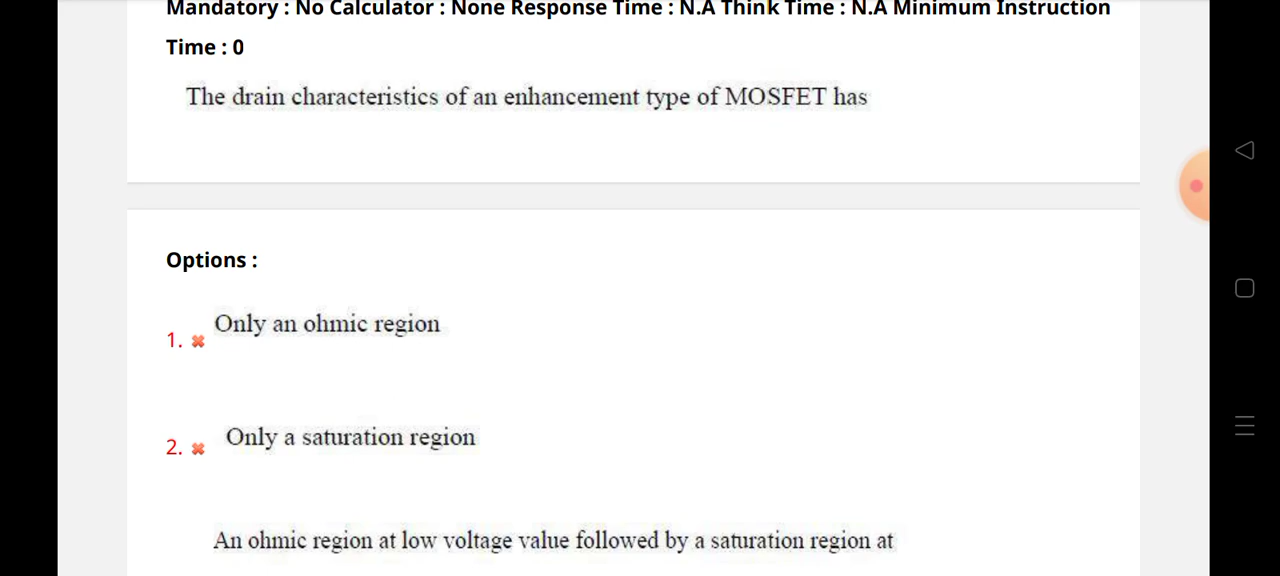 Mandatory : No Calculator : None Response Time : N.A Think Time : N.A Minimum Instruction
Time : 0
The drain characteristics of an enhancement type of MOSFET has
Options :
Only an ohmic region
1.
Only a saturation region
2.
An ohmic region at low voltage value followed by a saturation region at